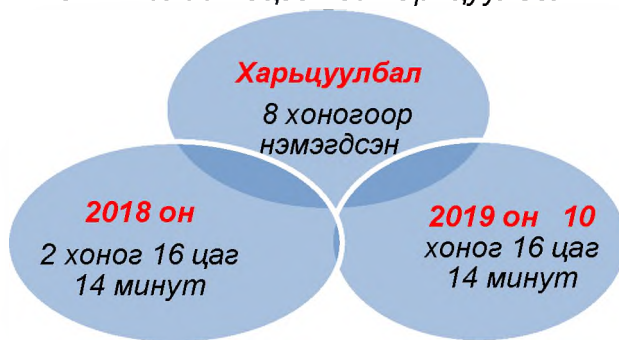 Харьцуулбал
8 хоногоор
нэмэгдсэн
2018 он
2 хоног 16 цаг
14 минут
2019 он 10
хоног 16 цаг
14 минут